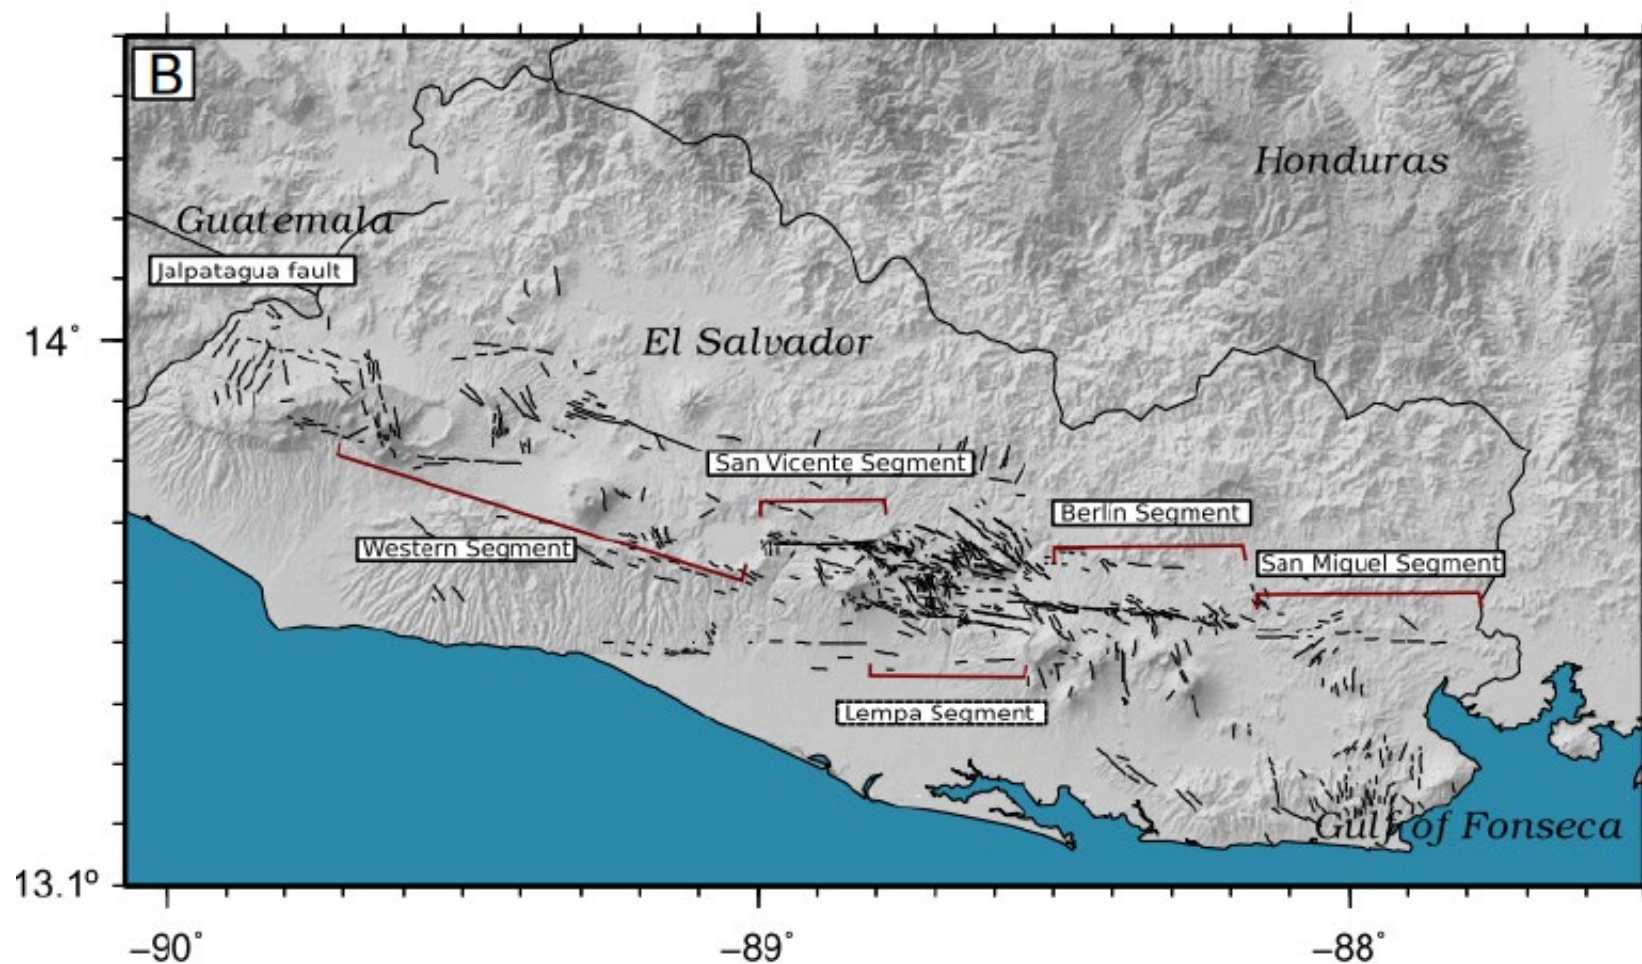 B
Honduras
Guatemala
Jalpatagua fault
14°
El Salvador
San Vicente Segment
Berlin Segment
Western Segment
San Miguel Segment
Lempa Segment
Gulf of Fonseca
13.1º
−90°
−89°
−88°